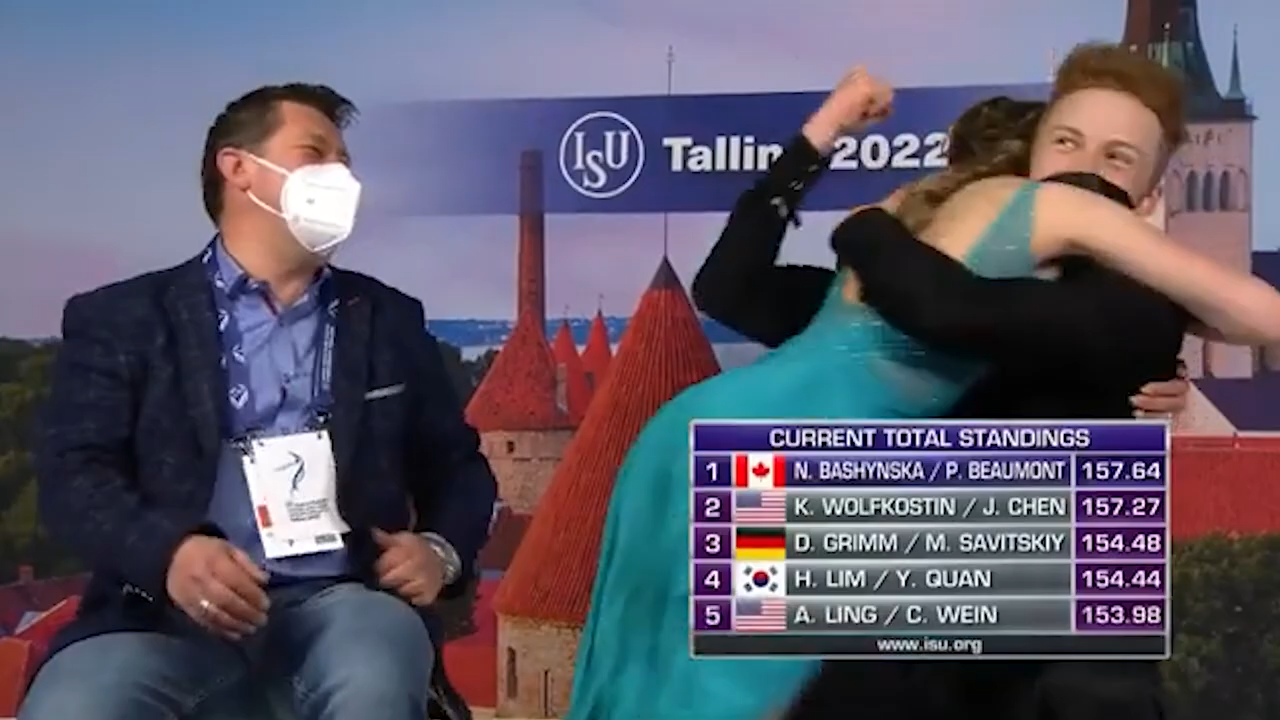 ISU
Tallin 2022
CURRENT TOTAL STANDINGS
1 N. BASHYNSKA / P. BEAUMONT 157.64
2 K. WOLFKOSTIN / J. CHEN 157.27
3 D. GRIMM / M. SAVITSKIY 154.48
4 H. LIM / Y. QUAN 154.44
5 A. LING / C. WEIN 153.98
www.isu.org